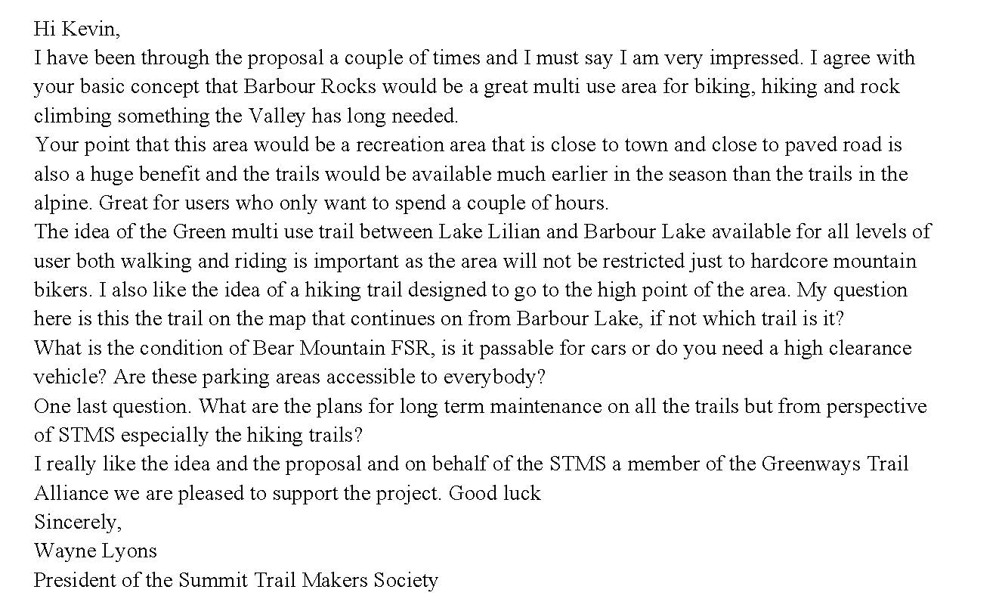 Hi Kevin,
I have been through the proposal a couple of times and I must say I am very impressed. I agree with
your basic concept that Barbour Rocks would be a great multi use area for biking, hiking and rock
climbing something the Valley has long needed.
Your point that this area would be a recreation area that is close to town and close to paved road is
also a huge benefit and the trails would be available much earlier in the season than the trails in the
alpine. Great for users who only want to spend a couple of hours.
The idea of the Green multi use trail between Lake Lilian and Barbour Lake available for all levels of
user both walking and riding is important as the area will not be restricted just to hardcore mountain
bikers. I also like the idea of a hiking trail designed to go to the high point of the area. My question
here is this the trail on the map that continues on from Barbour Lake, if not which trail is it?
What is the condition of Bear Mountain FSR, is it passable for cars or do you need a high clearance
vehicle? Are these parking areas accessible to everybody?
One last question. What are the plans for long term maintenance on all the trails but from perspective
of STMS especially the hiking trails?
I really like the idea and the proposal and on behalf of the STMS a member of the Greenways Trail
Alliance we are pleased to support the project. Good luck
Sincerely,
Wayne Lyons
President of the Summit Trail Makers Society